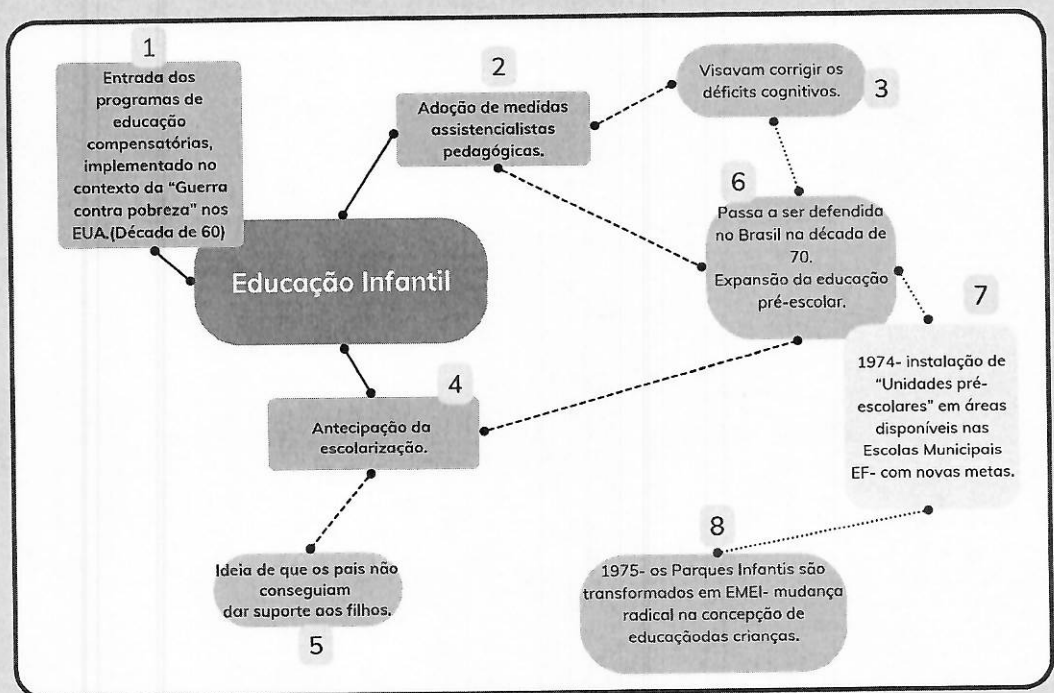 1
Entrada dos
programas de
educação
compensatórias,
implementado no
contexto da “Guerra
contra pobreza” nos
EUA.(Década de 60)
2
Adoção de medidas
assistencialistas
pedagógicas.
Visavam corrigir os
déficits cognitivos.
3
Educação Infantil
4
Antecipação da
escolarização.
Ideia de que os pais não
conseguiam
dar suporte aos filhos.
5
6
Passa a ser defendida
no Brasil na década de
70.
Expansão da educação
pré-escolar.
7
1974- instalação de
“Unidades pré-
escolares” em áreas
disponíveis nas
Escolas Municipais
EF- com novas metas.
8
1975- os Parques Infantis são
transformados em EMEI- mudança
radical na concepção de
educaçãodas crianças.